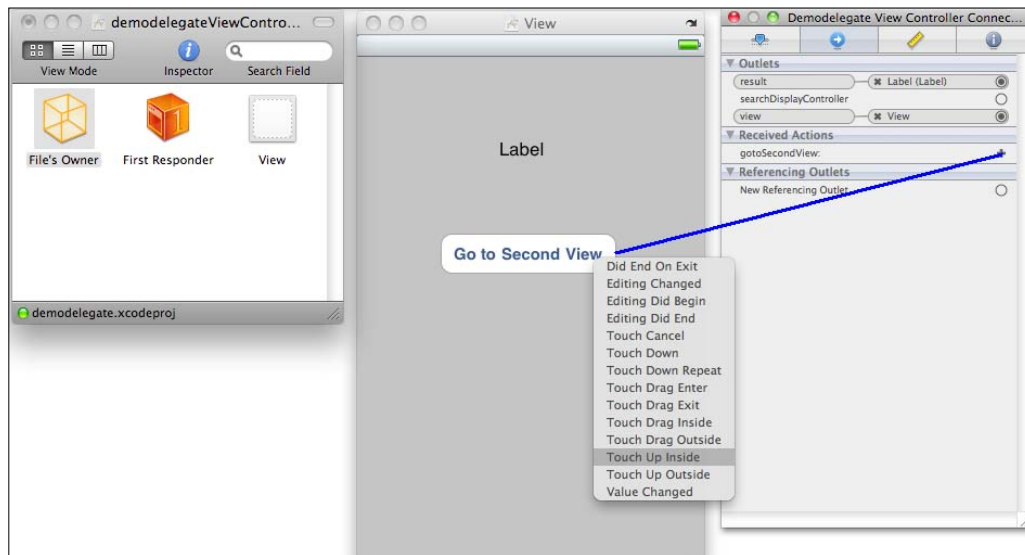 demodelegateViewContro...
View Mode
Inspector
Search Field
File's Owner
First Responder
View
demodelegate.xcodeproj
View
Label
Go to Second View
Did End On Exit
Editing Changed
Editing Did Begin
Editing Did End
Touch Cancel
Touch Down
Touch Down Repeat
Touch Drag Enter
Touch Drag Exit
Touch Drag Inside
Touch Drag Outside
Touch Up Inside
Touch Up Outside
Value Changed
Demodelegate View Controller Connec...
Outlets
result
Label (Label)
searchDisplayController
view
View
Received Actions
gotoSecondView:
Referencing Outlets
New Referencing Outlet